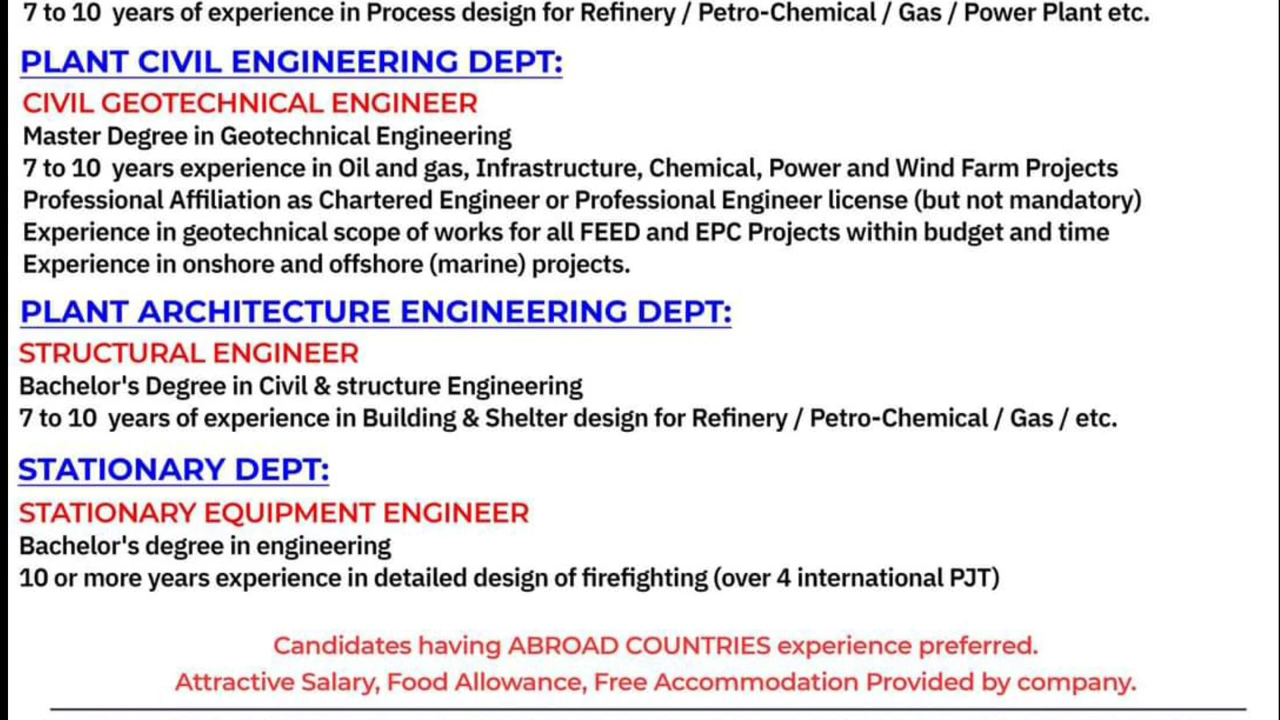 7 to 10 years of experience in Process design for Refinery / Petro-Chemical / Gas / Power Plant etc.
PLANT CIVIL ENGINEERING DEPT:
CIVIL GEOTECHNICAL ENGINEER
Master Degree in Geotechnical Engineering
7 to 10 years experience in Oil and gas, Infrastructure, Chemical, Power and Wind Farm Projects
Professional Affiliation as Chartered Engineer or Professional Engineer license (but not mandatory)
Experience in geotechnical scope of works for all FEED and EPC Projects within budget and time
Experience in onshore and offshore (marine) projects.
PLANT ARCHITECTURE ENGINEERING DEPT:
STRUCTURAL ENGINEER
Bachelor's Degree in Civil & structure Engineering
7 to 10 years of experience in Building & Shelter design for Refinery / Petro-Chemical / Gas / etc.
STATIONARY DEPT:
STATIONARY EQUIPMENT ENGINEER
Bachelor's degree in engineering
10 or more years experience in detailed design of firefighting (over 4 international PJT)
Candidates having ABROAD COUNTRIES experience preferred.
Attractive Salary, Food Allowance, Free Accommodation Provided by company.